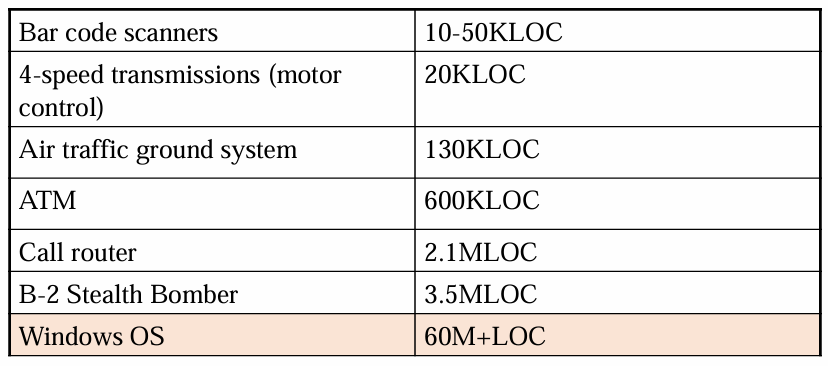 Bar code scanners 10-50KLOC
4-speed transmissions (motor 20KLOC
control)
Air traffic ground system 130KLOC
ATM 600KLOC
Call router 2.1MLOC
B-2 Stealth Bomber 3.5MLOC
Windows OS 60M+LOC